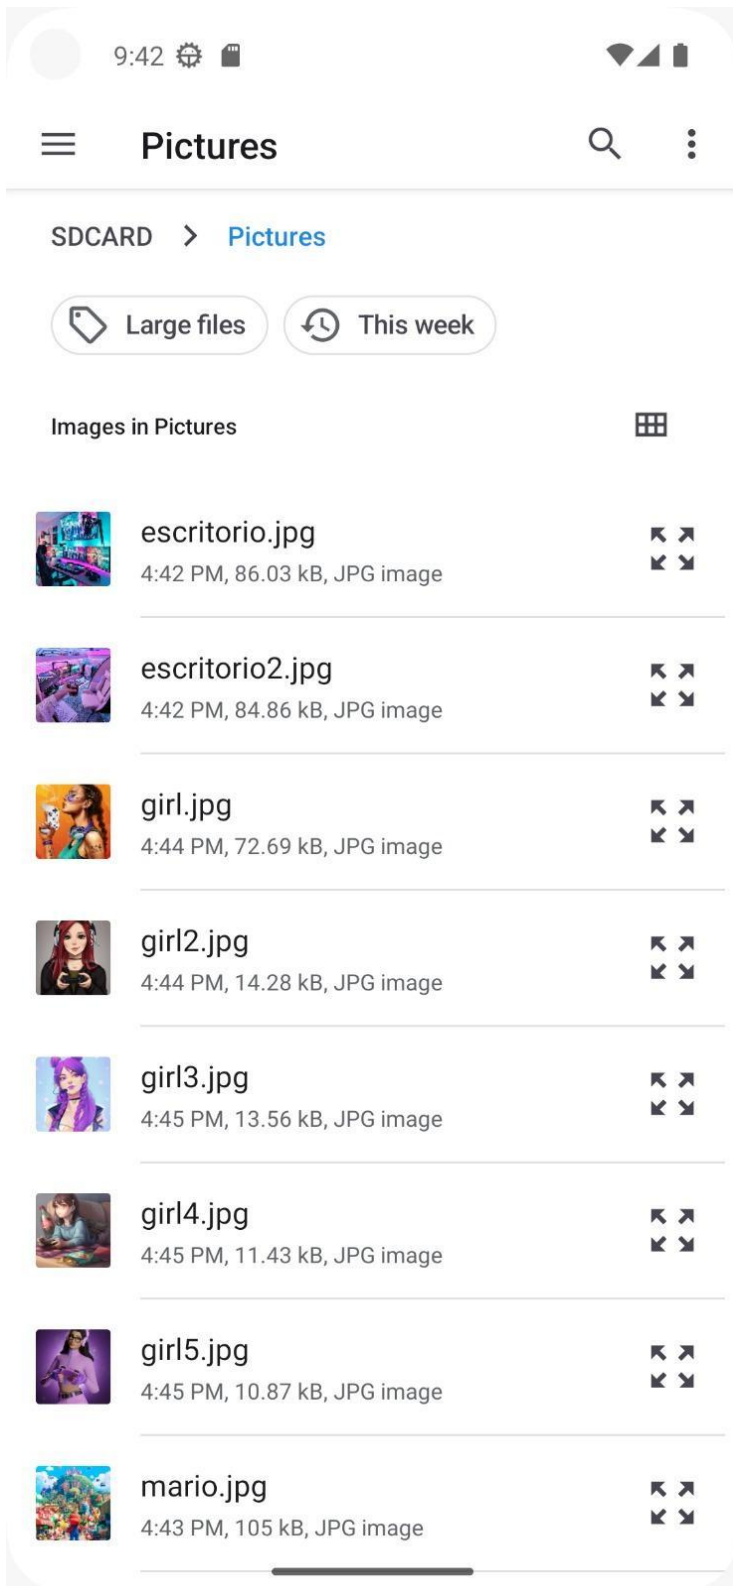 9:42
Pictures
SDCARD > Pictures
Large files This week
Images in Pictures
escritorio.jpg
4:42 PM, 86.03 kB, JPG image
escritorio2.jpg
4:42 PM, 84.86 kB, JPG image
girl.jpg
4:44 PM, 72.69 kB, JPG image
girl2.jpg
4:44 PM, 14.28 kB, JPG image
girl3.jpg
4:45 PM, 13.56 kB, JPG image
girl4.jpg
4:45 PM, 11.43 kB, JPG image
girl5.jpg
4:45 PM, 10.87 kB, JPG image
mario.jpg
4:43 PM, 105 kB, JPG image